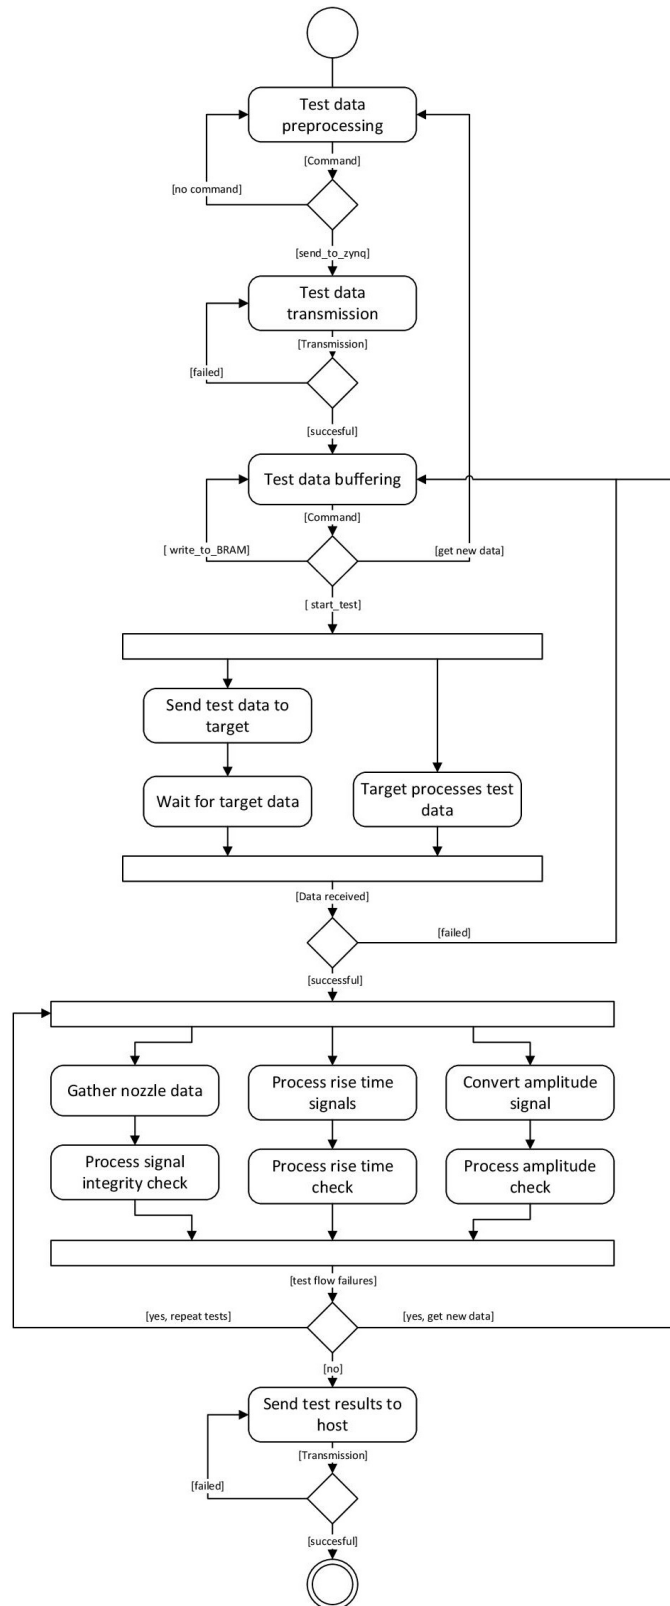 Test data
preprocessing
[Command]
[no command]
[send_to_zynq]
Test data
transmission
[Transmission]
[failed]
[succesful]
Test data buffering
[Command]
[ write_to_BRAM]
[get new data]
[ start_test]
Send test data to
target
Wait for target data
Target processes test
data
[Data received]
[failed]
[successful]
Gather nozzle data
Process rise time
signals
Convert amplitude
signal
Process signal
integrity check
Process rise time
check
Process amplitude
check
[test flow failures]
[yes, repeat tests]
[yes, get new data]
[no]
Send test results to
host
[Transmission]
[failed]
[succesful]